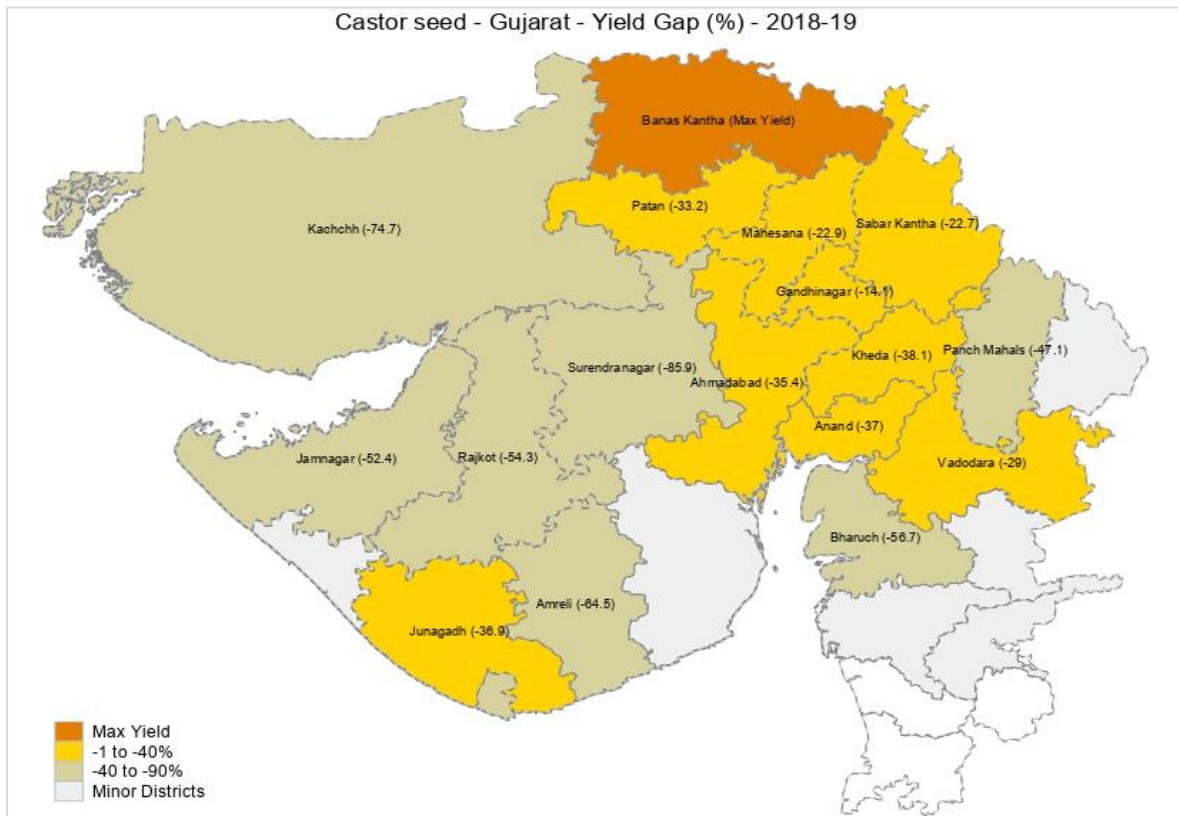 Castor seed - Gujarat - Yield Gap (%) - 2018-19
Banas Kantha (Max Yield)
Patan (-33.2)
Mahesana (-22.9)
Sabar Kantha (-22.7)
Kachchh (-74.7)
Gandhinagar (-14.1)
Surendranagar (-85.9)
Ahmadabad (-35.4)
Kheda (-38.1)
Panch Mahals (-47.1)
Anand (-37)
Jamnagar (-52.4)
Rajkot (-54.3)
Vadodara (-29)
Bharuch (-56.7)
Amreli (-64.5)
Junagadh (-36.9)
Max Yield
-1 to -40%
-40 to -90%
Minor Districts